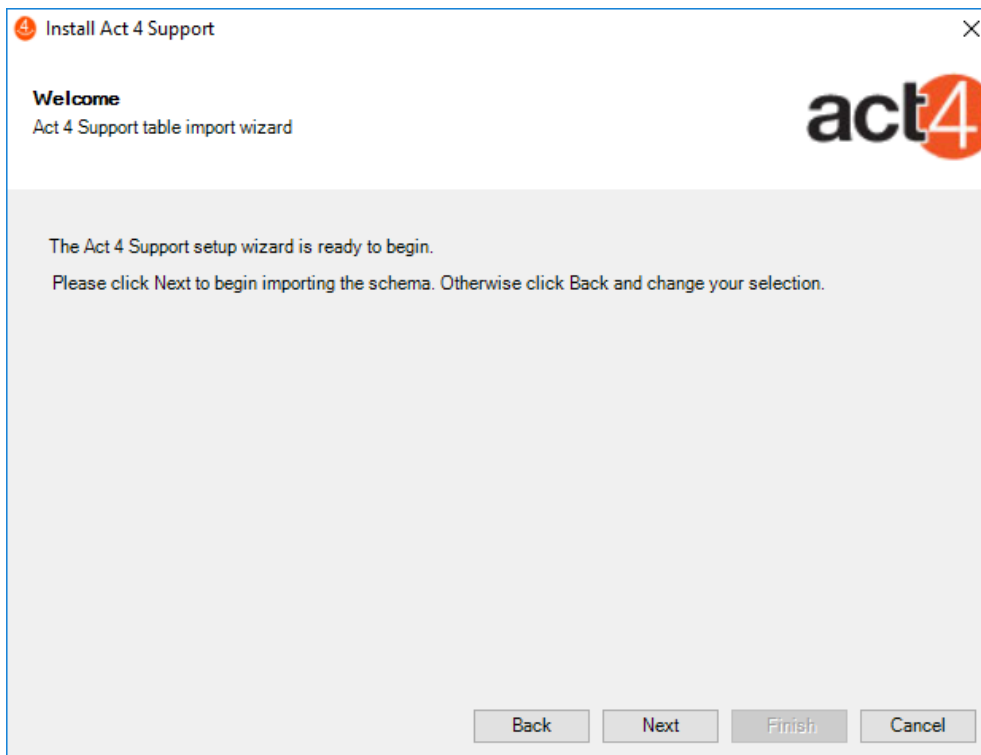 4 Install Act 4 Support
Welcome
Act 4 Support table import wizard
act4
The Act 4 Support setup wizard is ready to begin.
Please click Next to begin importing the schema. Otherwise click Back and change your selection.
Back Next Finish Cancel